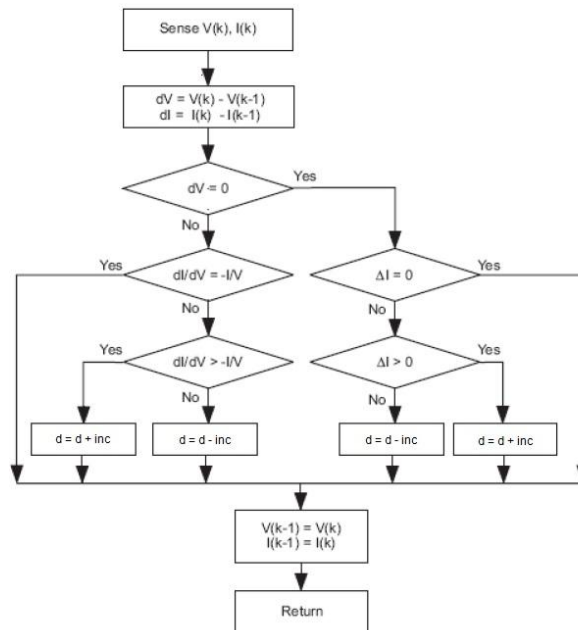 Sense V(k), I(k)
dV = V(k) - V(k-1)
dI = I(k) - I(k-1)
dV = 0
Yes
No
dI/dV = -I/V
Yes
No
ΔI = 0
Yes
No
dI/dV > -I/V
Yes
No
ΔI > 0
Yes
No
d = d + inc
d = d - inc
d = d - inc
d = d + inc
V(k-1) = V(k)
I(k-1) = I(k)
Return